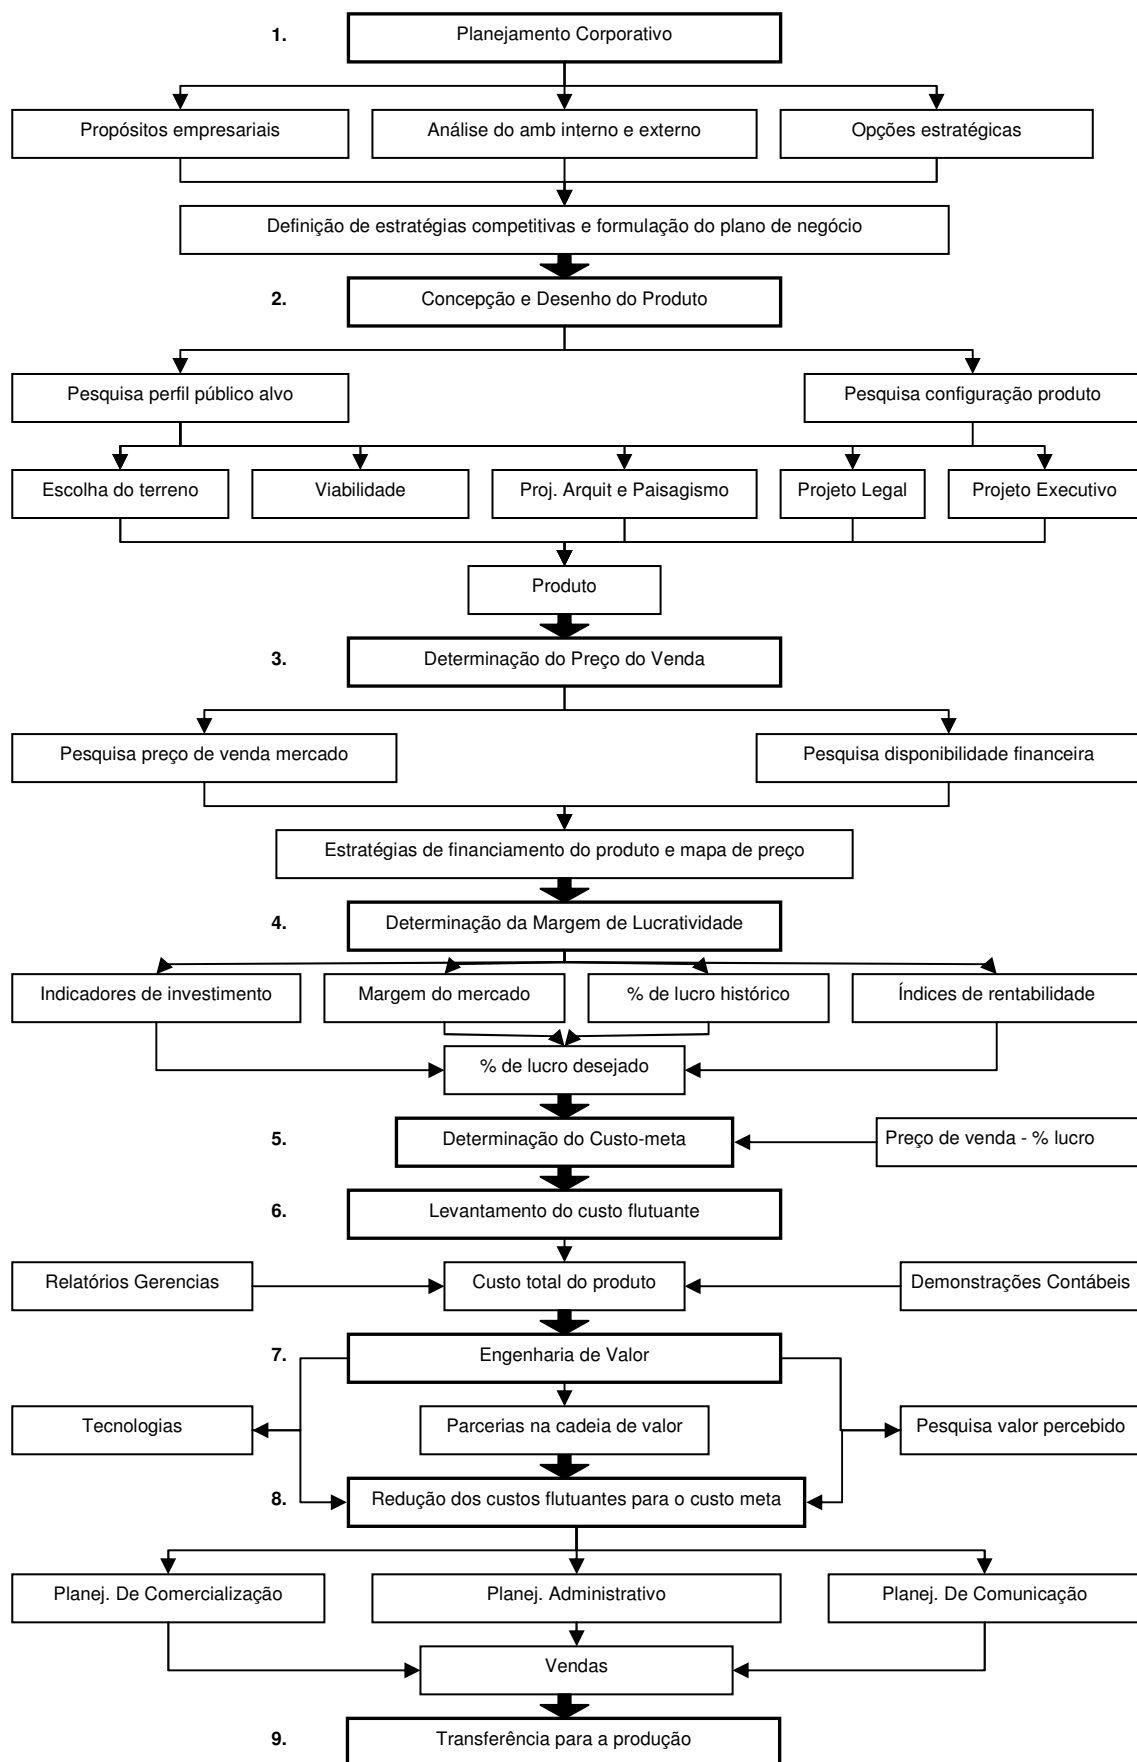 1. Planejamento Corporativo
Propósitos empresariais
Análise do amb interno e externo
Opções estratégicas
Definição de estratégias competitivas e formulação do plano de negócio
2. Concepção e Desenho do Produto
Pesquisa perfil público alvo
Pesquisa configuração produto
Escolha do terreno
Viabilidade
Proj. Arquit e Paisagismo
Projeto Legal
Projeto Executivo
Produto
3. Determinação do Preço do Venda
Pesquisa preço de venda mercado
Pesquisa disponibilidade financeira
Estratégias de financiamento do produto e mapa de preço
4. Determinação da Margem de Lucratividade
Indicadores de investimento
Margem do mercado
% de lucro histórico
Índices de rentabilidade
% de lucro desejado
5. Determinação do Custo-meta
Preço de venda - % lucro
6. Levantamento do custo flutuante
Relatórios Gerencias
Custo total do produto
Demonstrações Contábeis
7. Engenharia de Valor
Tecnologias
Parcerias na cadeia de valor
Pesquisa valor percebido
8. Redução dos custos flutuantes para o custo meta
Planej. De Comercialização
Planej. Administrativo
Planej. De Comunicação
Vendas
9. Transferência para a produção